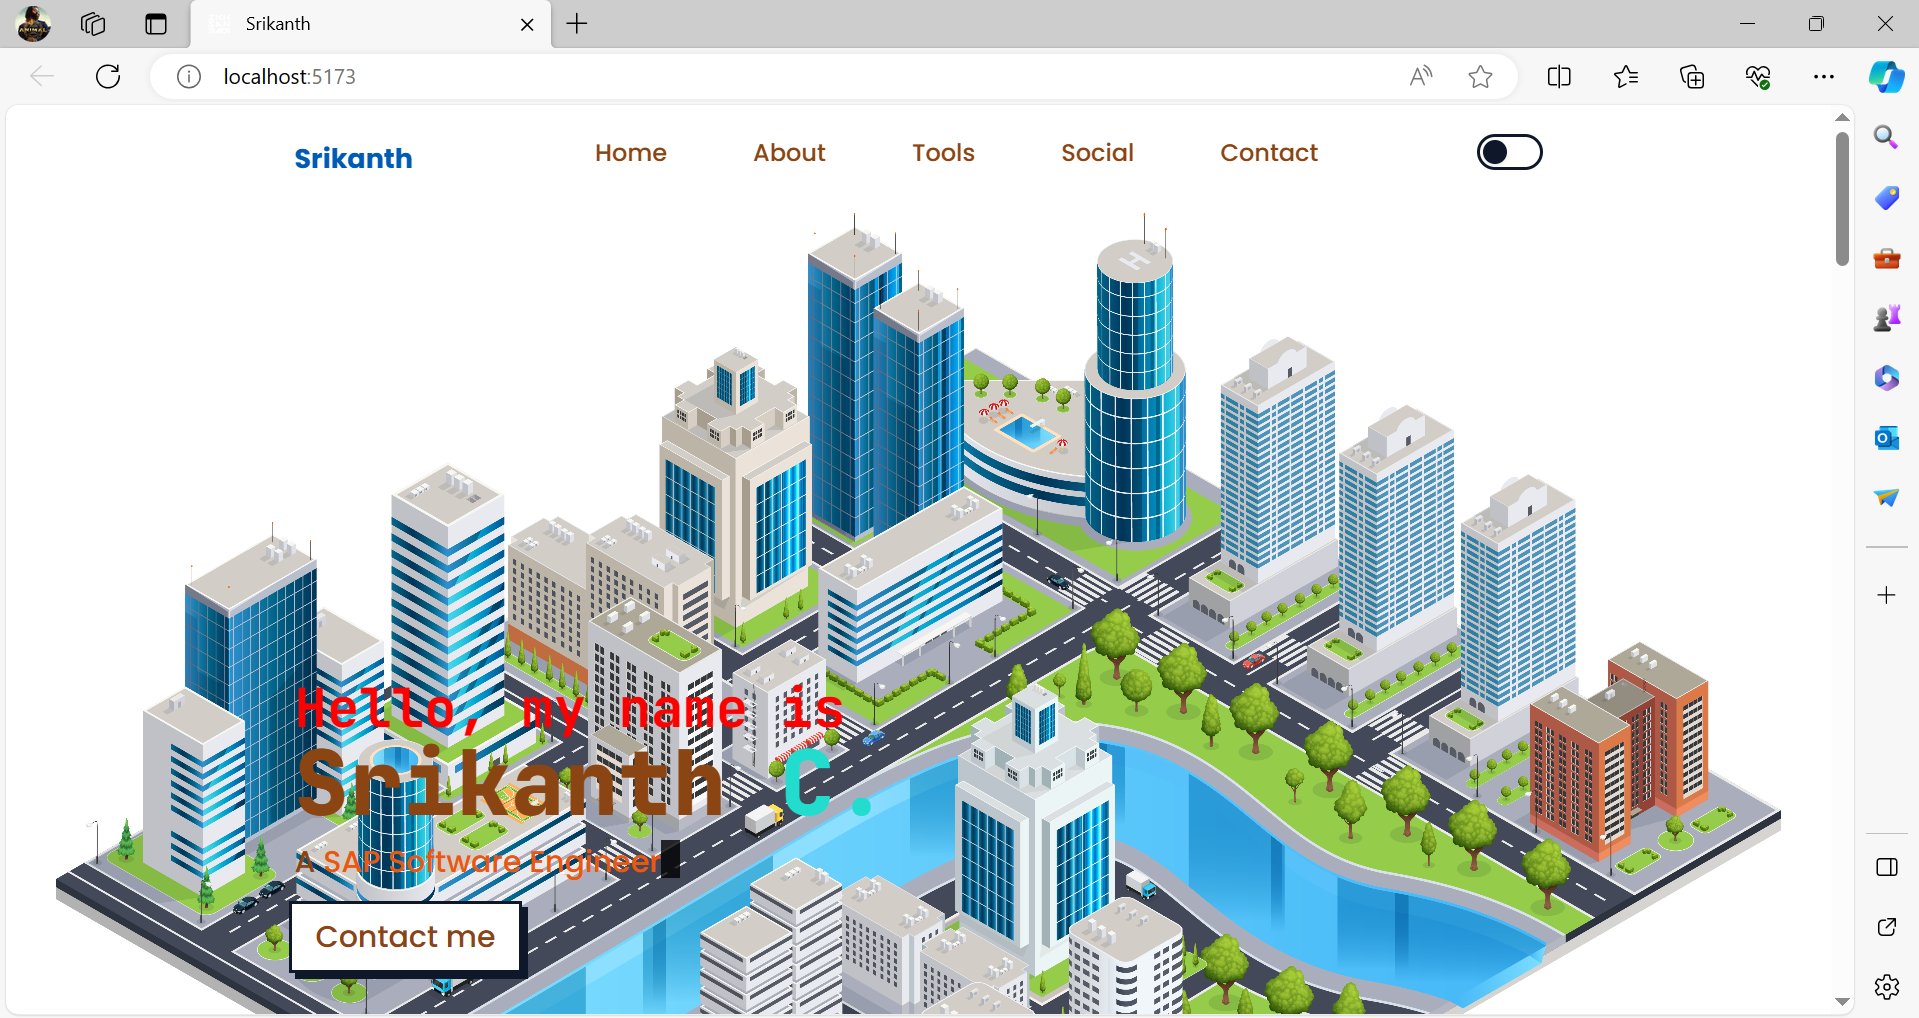 Srikanth
localhost:5173
Srikanth
Home About Tools Social Contact
H
Hello, my name is
Srikanth C.
A SAP Software Engineer
Contact me